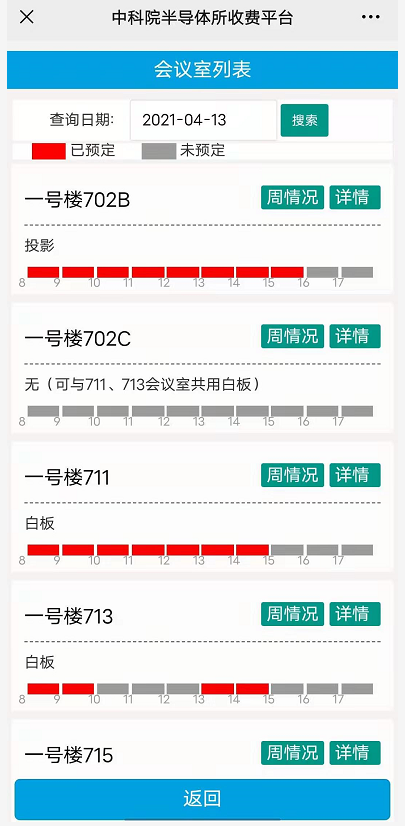 中科院半导体所收费平台
会议室列表
查询日期: 2021-04-13 搜索
已预定 未预定
一号楼702B 周情况 详情
投影
8 9 10 11 12 13 14 15 16 17
一号楼702C 周情况 详情
无（可与711、713会议室共用白板）
8 9 10 11 12 13 14 15 16 17
一号楼711 周情况 详情
白板
8 9 10 11 12 13 14 15 16 17
一号楼713 周情况 详情
白板
8 9 10 11 12 13 14 15 16 17
一号楼715 周情况 详情
返回